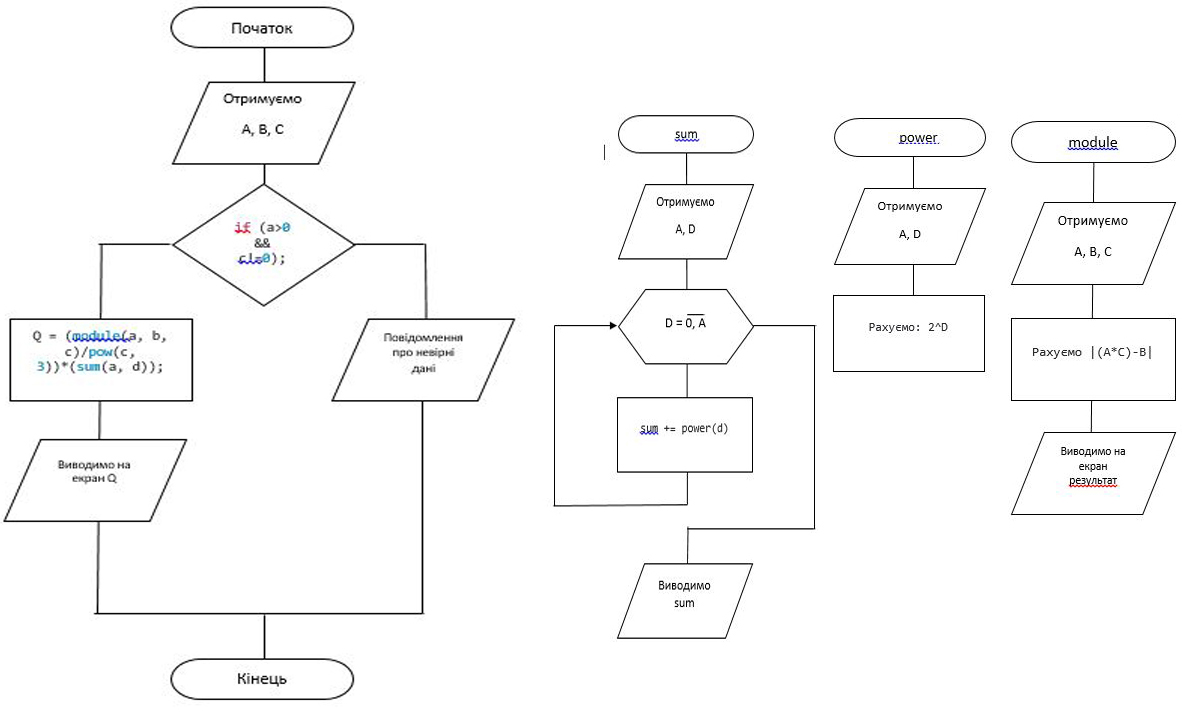 Початок
Отримуємо
A, B, C
if (a>0
&&
c!=0);
Q = (module(a, b,
c)/pow(c,
3))*(sum(a, d));
Повідомлення
про невірні
дані
Виводимо на
екран Q
Кінець
sum
Отримуємо
A, D
D = 0, A
sum += power(d)
Виводимо
sum
power
Отримуємо
A, D
Рахуємо: 2^D
module
Отримуємо
A, B, C
Рахуємо |(A*C)-B|
Виводимо на
екран
результат